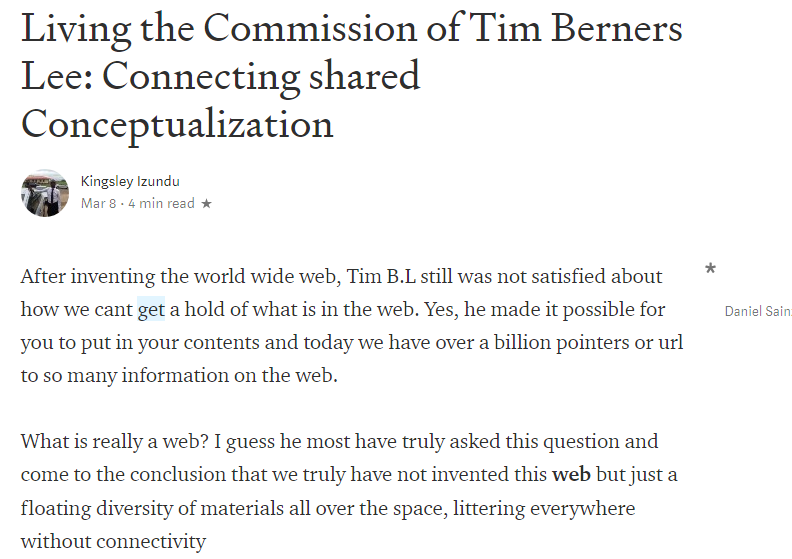 Living the Commission of Tim Berners
Lee: Connecting shared
Conceptualization
Kingsley Izundu
Mar 8 · 4 min read ★
After inventing the world wide web, Tim B.L still was not satisfied about
*
how we cant get a hold of what is in the web. Yes, he made it possible for
Daniel Sain
you to put in your contents and today we have over a billion pointers or url
to so many information on the web.
What is really a web? I guess he most have truly asked this question and
come to the conclusion that we truly have not invented this web but just a
floating diversity of materials all over the space, littering everywhere
without connectivity